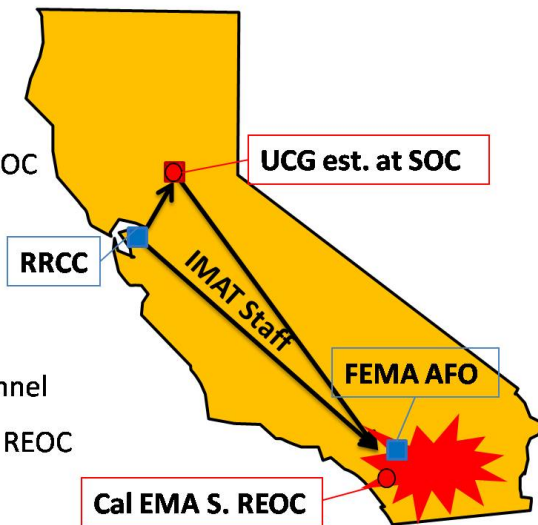 OC
UCG est. at SOC
RRCC
IMAT Staff
FEMA AFO
nnel
REOC
Cal EMA S. REOC